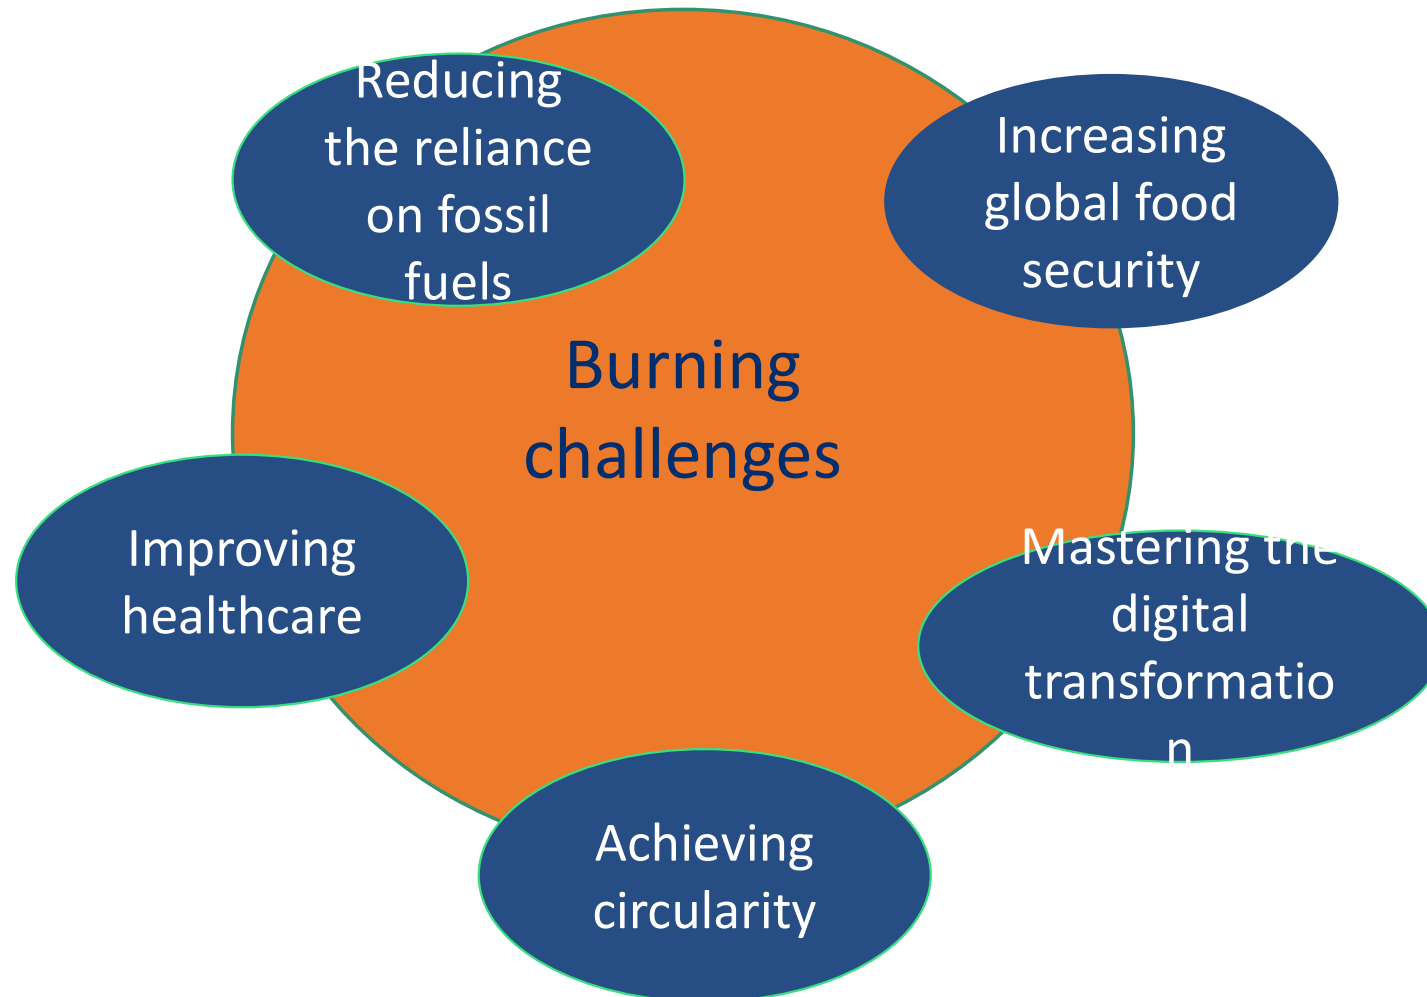 Reducing
the reliance
on fossil
fuels
Increasing
global food
security
Burning
challenges
Improving
healthcare
Mastering the
digital
transformatio
n
Achieving
circularity